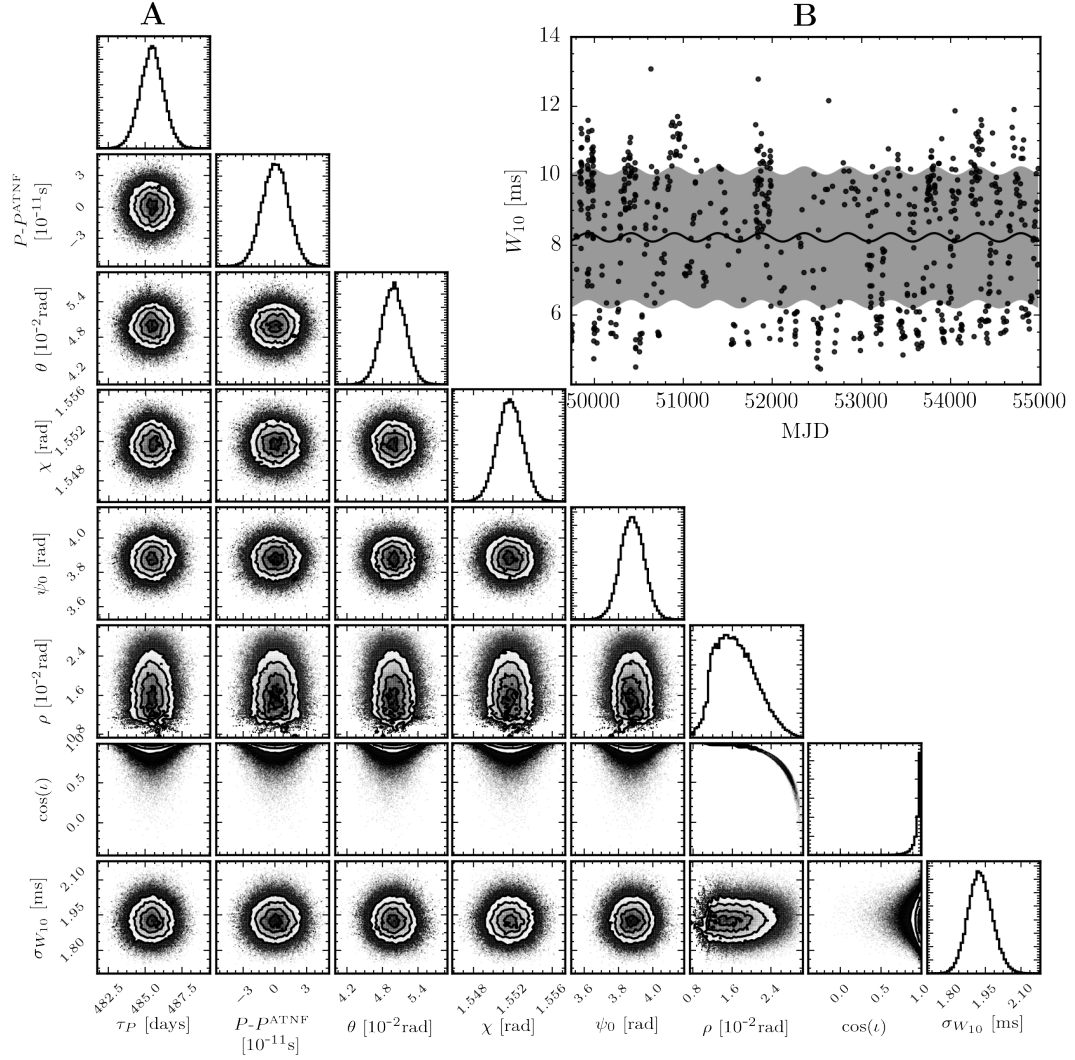 A
B
14
12
10
8
6
W₁₀ [ms]
50000 51000 52000 53000 54000 55000
MJD
P-P^ATNF
[10⁻¹¹s]
3
0
−3
θ [10⁻²rad]
5.4
4.8
4.2
χ [rad]
1.556
1.552
1.548
ψ₀ [rad]
4.0
3.8
3.6
ρ [10⁻²rad]
2.4
1.6
0.8
cos(ι)
1.0
0.5
0.0
σ_W₁₀ [ms]
2.10
1.95
1.80
482.5 485.0 487.5 −3 0 3 4.2 4.8 5.4 1.548 1.552 1.556 3.6 3.8 4.0 0.8 1.6 2.4 0.0 0.5 1.0 1.80 1.95 2.10
τ_P [days] P-P^ATNF θ [10⁻²rad] χ [rad] ψ₀ [rad] ρ [10⁻²rad] cos(ι) σ_W₁₀ [ms]
[10⁻¹¹s]